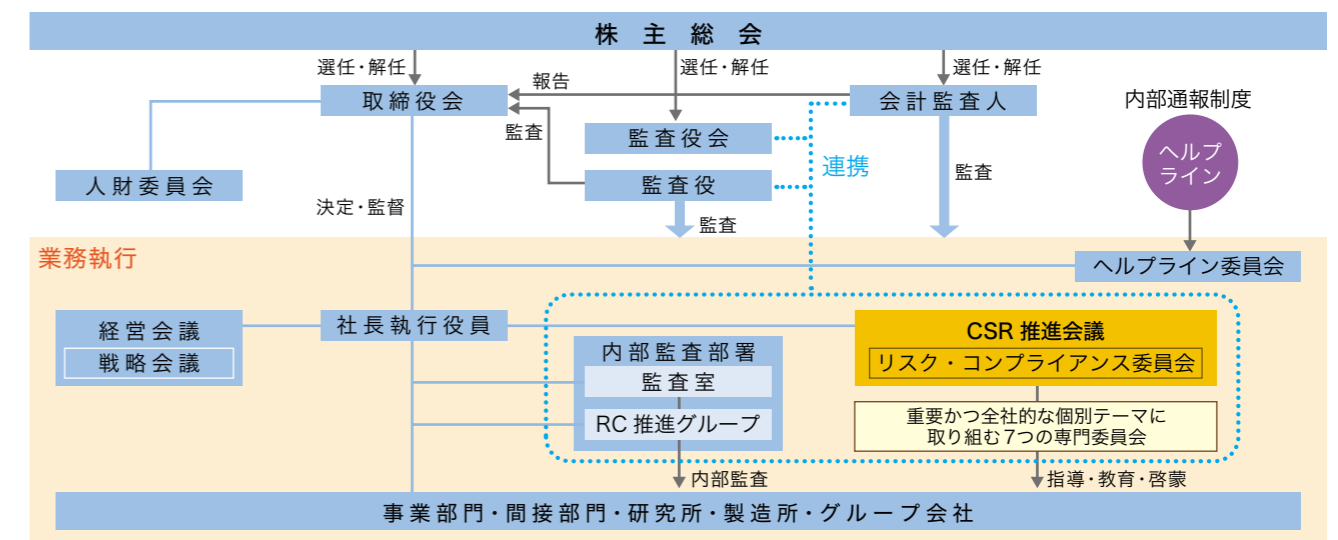 株主総会
選任・解任
選任・解任
選任・解任
報告
取締役会
会計監査人
内部通報制度
監査
監査役会
ヘルプ
ライン
連携
監査
人財委員会
監査役
決定・監督
監査
業務執行
ヘルプライン委員会
経営会議
戦略会議
社長執行役員
CSR 推進会議
リスク・コンプライアンス委員会
内部監査部署
監査室
RC 推進グループ
重要かつ全社的な個別テーマに
取り組む7つの専門委員会
内部監査
指導・教育・啓蒙
事業部門・間接部門・研究所・製造所・グループ会社